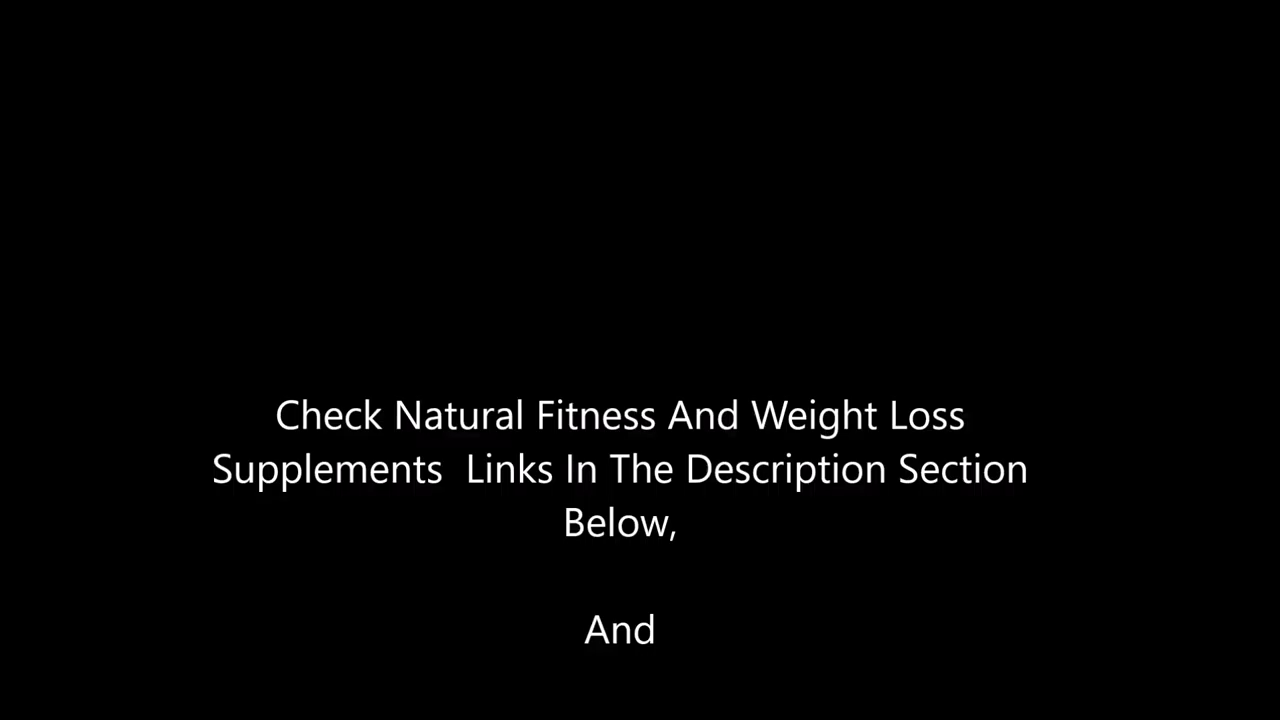 Check Natural Fitness And Weight Loss
Supplements  Links In The Description Section
Below,
And